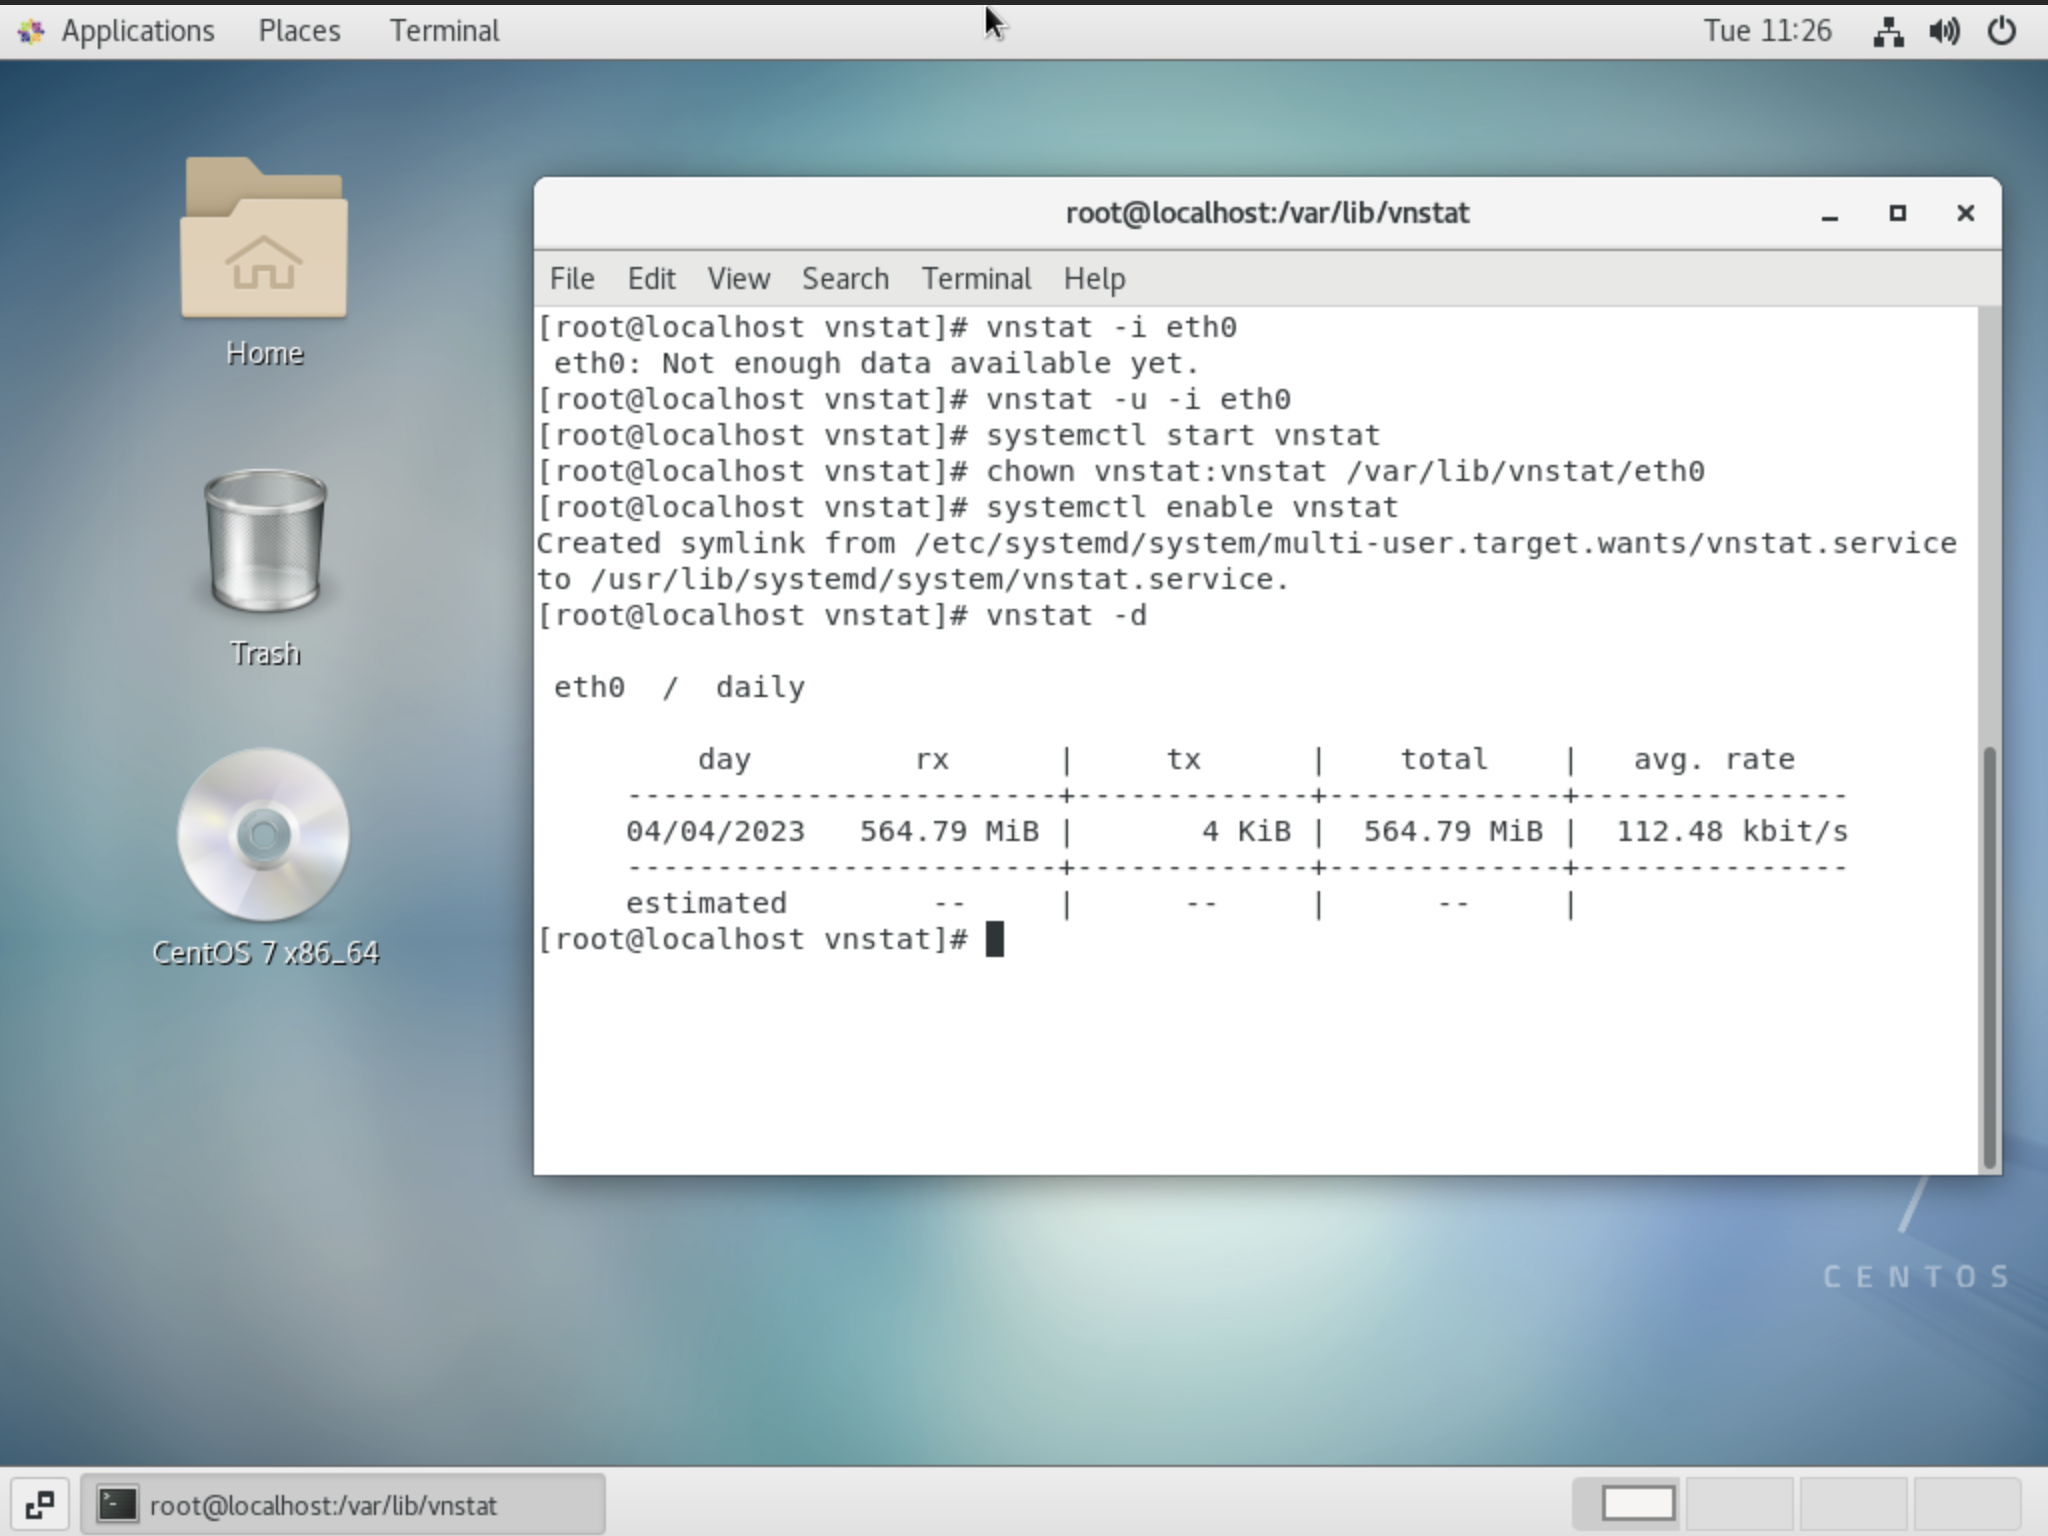 Applications Places Terminal Tue 11:26
Home
Trash
CentOS 7 x86_64
root@localhost:/var/lib/vnstat
File Edit View Search Terminal Help
[root@localhost vnstat]# vnstat -i eth0
 eth0: Not enough data available yet.
[root@localhost vnstat]# vnstat -u -i eth0
[root@localhost vnstat]# systemctl start vnstat
[root@localhost vnstat]# chown vnstat:vnstat /var/lib/vnstat/eth0
[root@localhost vnstat]# systemctl enable vnstat
Created symlink from /etc/systemd/system/multi-user.target.wants/vnstat.service
to /usr/lib/systemd/system/vnstat.service.
[root@localhost vnstat]# vnstat -d
 eth0  /  daily
         day         rx      |     tx      |    total    |   avg. rate
     ------------------------+-------------+-------------+---------------
     04/04/2023   564.79 MiB |       4 KiB |  564.79 MiB |  112.48 kbit/s
     ------------------------+-------------+-------------+---------------
     estimated        --     |      --     |      --     |
[root@localhost vnstat]#
7
CENTOS
root@localhost:/var/lib/vnstat